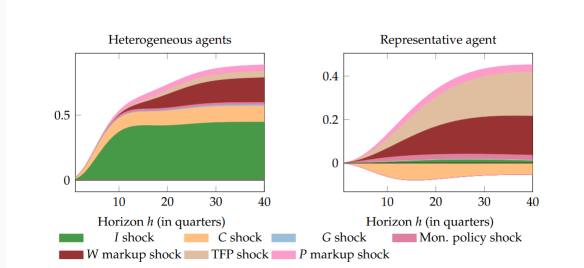 Heterogeneous agents
Representative agent
0.5
0
10 20 30 40
Horizon h (in quarters)
0.4
0.2
0
10 20 30 40
Horizon h (in quarters)
I shock C shock G shock Mon. policy shock
W markup shock TFP shock P markup shock